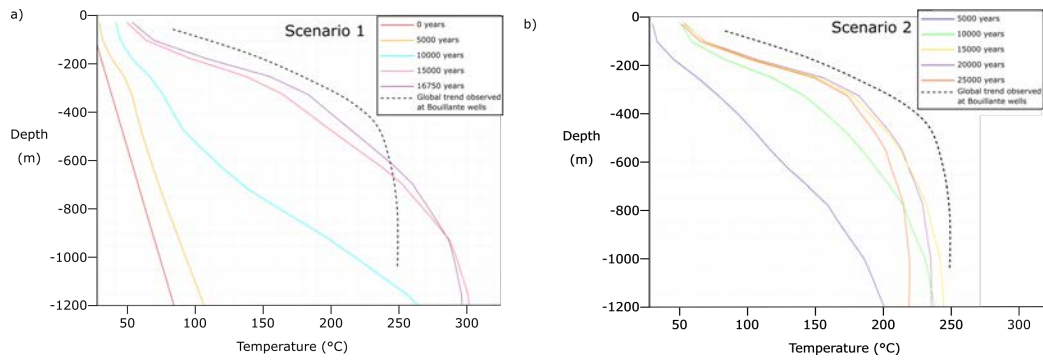 a)
Scenario 1
0 years
5000 years
10000 years
15000 years
16750 years
Global trend observed
at Bouillante wells
0
-200
-400
-600
-800
-1000
-1200
Depth
(m)
50
100
150
200
250
300
Temperature (°C)
b)
Scenario 2
5000 years
10000 years
15000 years
20000 years
25000 years
Global trend observed
at Bouillante wells
0
-200
-400
-600
-800
-1000
-1200
Depth
(m)
50
100
150
200
250
300
Temperature (°C)